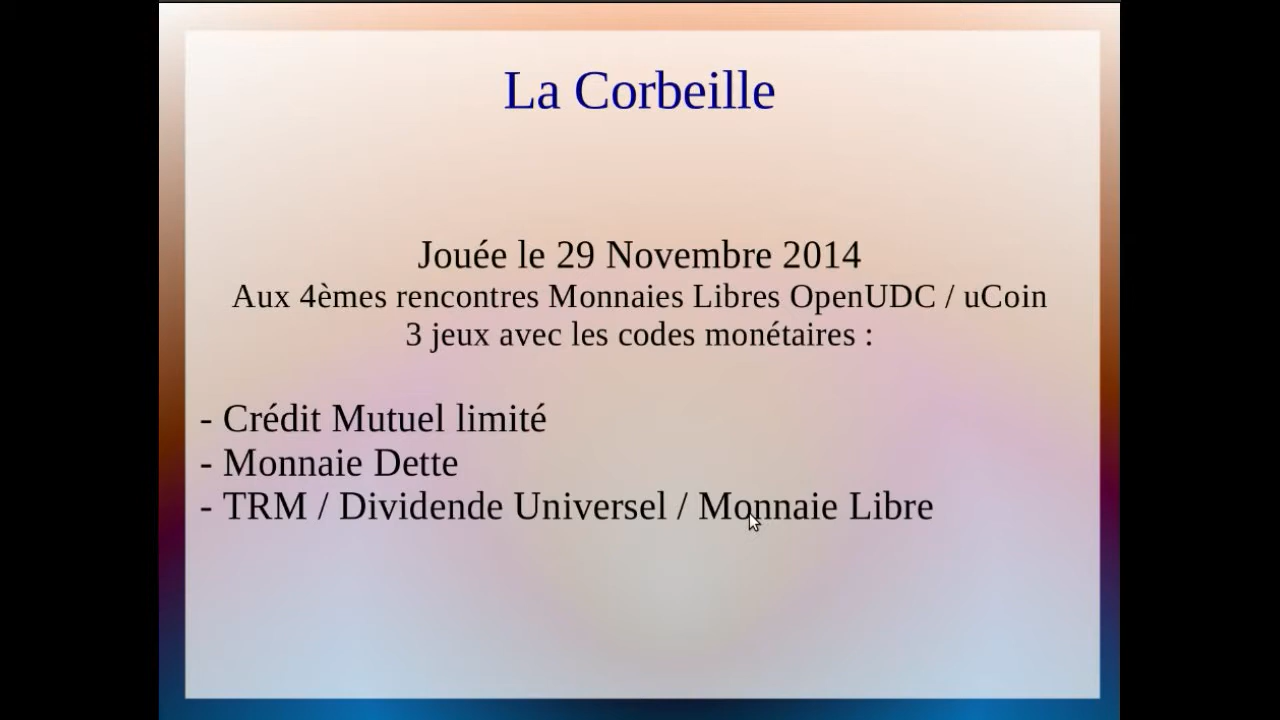 La Corbeille
Jouée le 29 Novembre 2014
Aux 4èmes rencontres Monnaies Libres OpenUDC / uCoin
3 jeux avec les codes monétaires :
- Crédit Mutuel limité
- Monnaie Dette
- TRM / Dividende Universel / Monnaie Libre